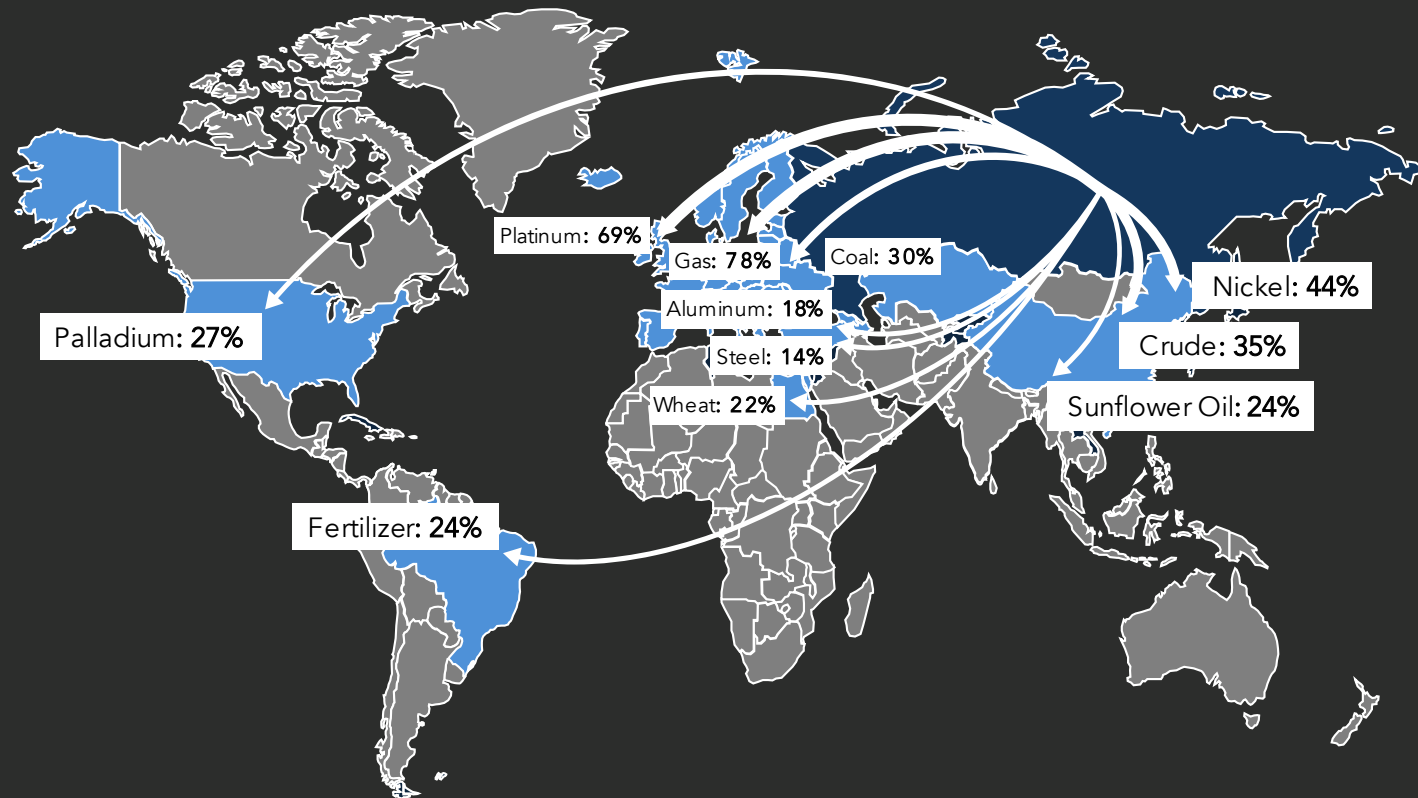 Platinum: 69%
Gas: 78%
Coal: 30%
Nickel: 44%
Aluminum: 18%
Palladium: 27%
Crude: 35%
Steel: 14%
Wheat: 22%
Sunflower Oil: 24%
Fertilizer: 24%